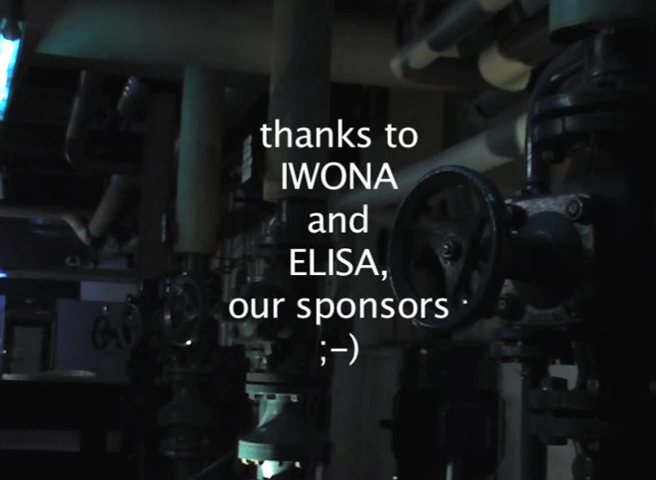 thanks to
IWONA
and
ELISA,
our sponsors
;-)